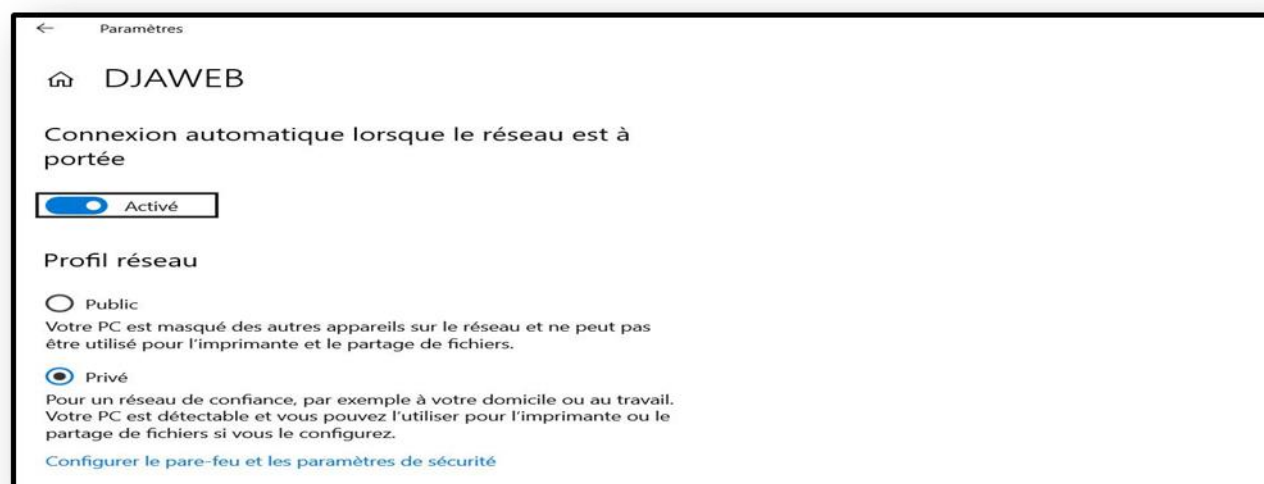 Paramètres
DJAWEB
Connexion automatique lorsque le réseau est à
portée
Activé
Profil réseau
Public
Votre PC est masqué des autres appareils sur le réseau et ne peut pas
être utilisé pour l'imprimante et le partage de fichiers.
Privé
Pour un réseau de confiance, par exemple à votre domicile ou au travail.
Votre PC est détectable et vous pouvez l'utiliser pour l'imprimante ou le
partage de fichiers si vous le configurez.
Configurer le pare-feu et les paramètres de sécurité